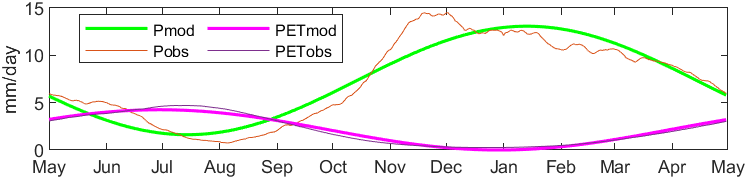 15
10
5
0
mm/day
Pmod
PETmod
Pobs
PETobs
May Jun Jul Aug Sep Oct Nov Dec Jan Feb Mar Apr May